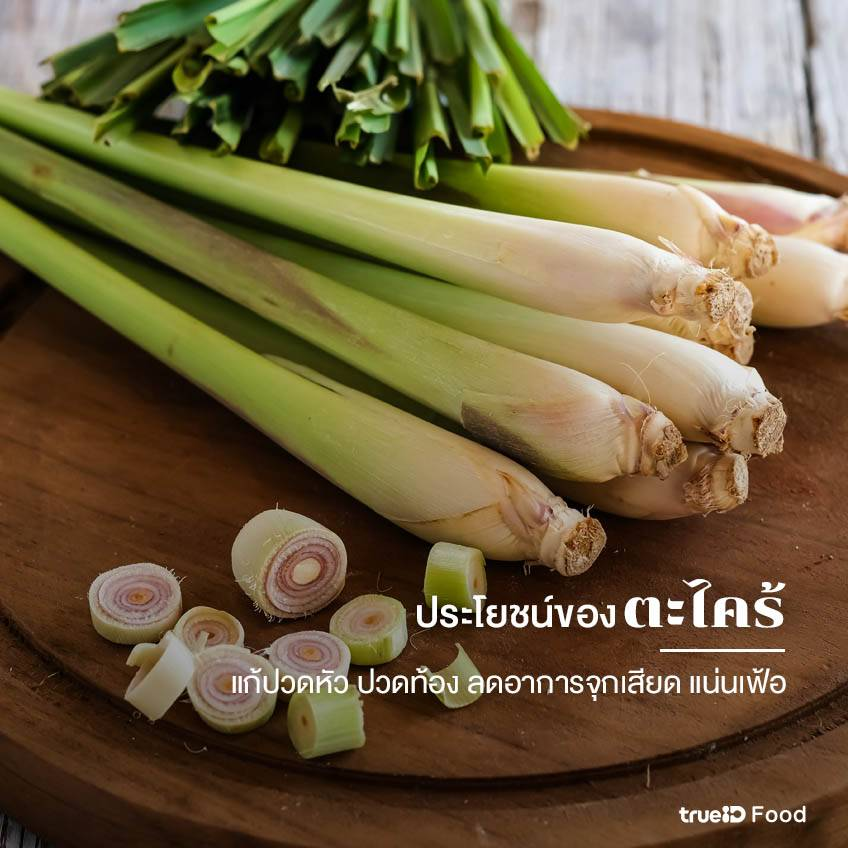 ประโยชน์ของ ตะไคร้
แก้ปวดหัว ปวดท้อง ลดอาการจุกเสียด แน่นเฟ้อ
trueID Food